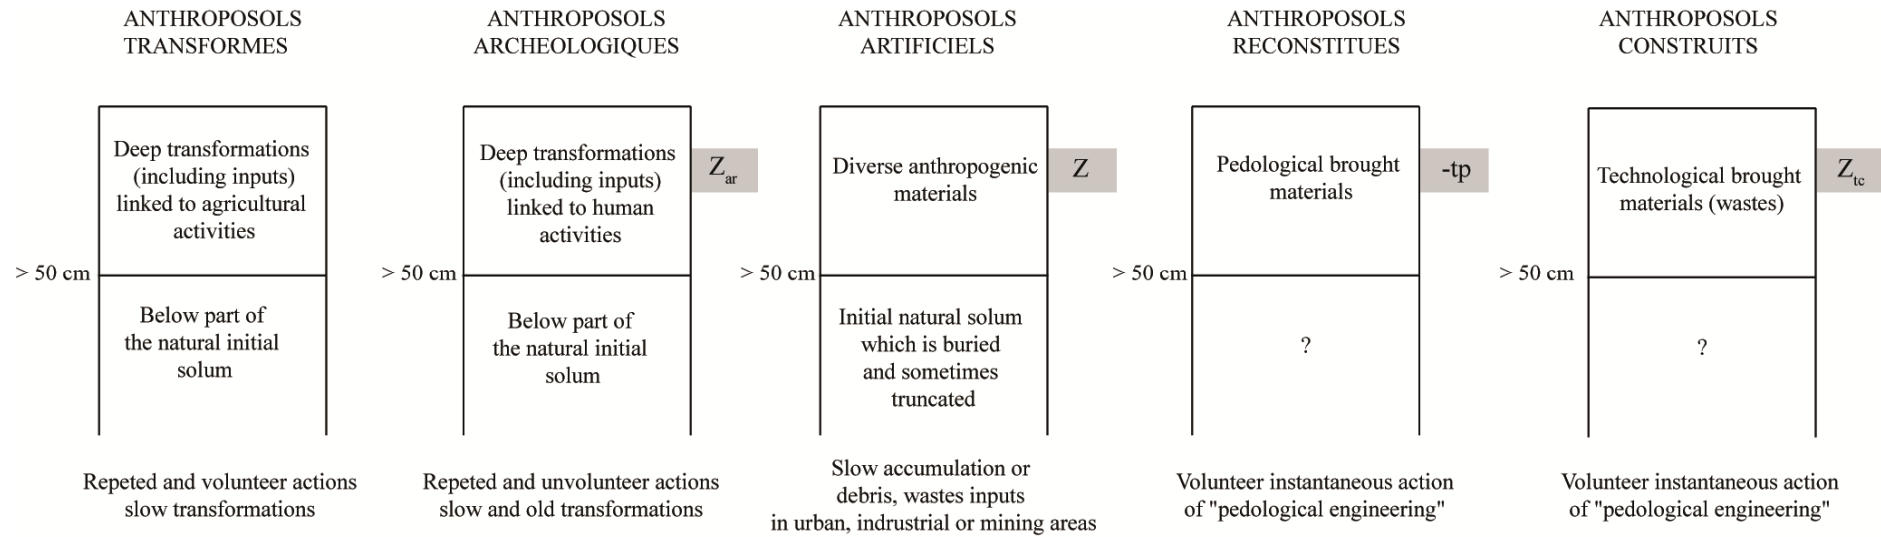 ANTHROPOSOLS
TRANSFORMES
Deep transformations
(including inputs)
linked to agricultural
activities
> 50 cm
Below part of
the natural initial
solum
Repeted and volunteer actions
slow transformations
ANTHROPOSOLS
ARCHEOLOGIQUES
Deep transformations
(including inputs)
linked to human
activities
Zar
> 50 cm
Below part of
the natural initial
solum
Repeted and unvolunteer actions
slow and old transformations
ANTHROPOSOLS
ARTIFICIELS
Diverse anthropogenic
materials
Z
> 50 cm
Initial natural solum
which is buried
and sometimes
truncated
Slow accumulation or
debris, wastes inputs
in urban, indrustrial or mining areas
ANTHROPOSOLS
RECONSTITUES
Pedological brought
materials
-tp
> 50 cm
?
Volunteer instantaneous action
of "pedological engineering"
ANTHROPOSOLS
CONSTRUITS
Technological brought
materials (wastes)
Ztc
> 50 cm
?
Volunteer instantaneous action
of "pedological engineering"